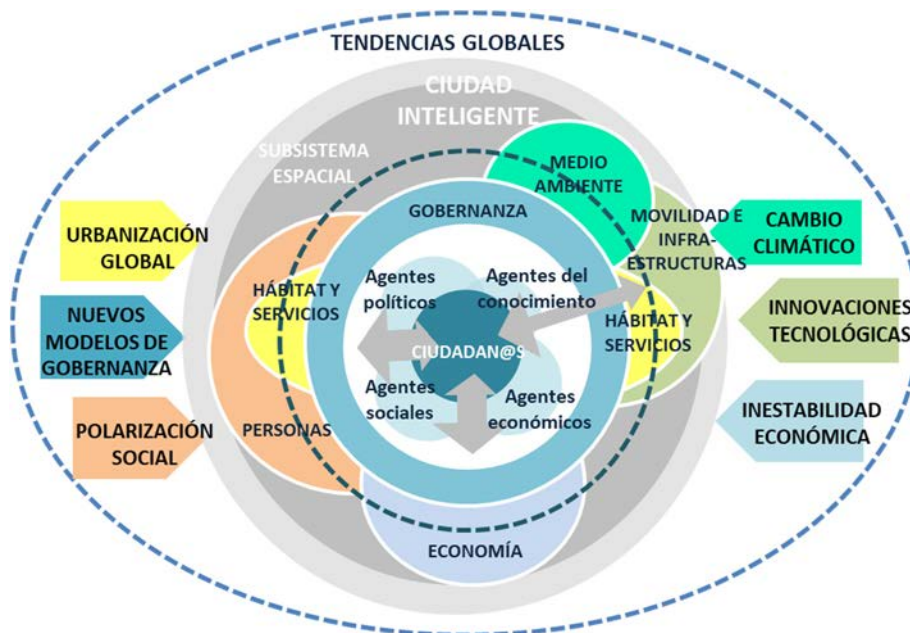 TENDENCIAS GLOBALES
CIUDAD
INTELIGENTE
SUBSISTEMA
ESPACIAL
MEDIO
AMBIENTE
GOBERNANZA
MOVILIDAD E
INFRA-
ESTRUCTURAS
URBANIZACIÓN
GLOBAL
CAMBIO
CLIMÁTICO
HÁBITAT Y
SERVICIOS
Agentes
políticos
Agentes del
conocimiento
NUEVOS
MODELOS DE
GOBERNANZA
HÁBITAT Y
SERVICIOS
INNOVACIONES
TECNOLÓGICAS
CIUDADAN@S
Agentes
sociales
Agentes
económicos
POLARIZACIÓN
SOCIAL
PERSONAS
INESTABILIDAD
ECONÓMICA
ECONOMÍA